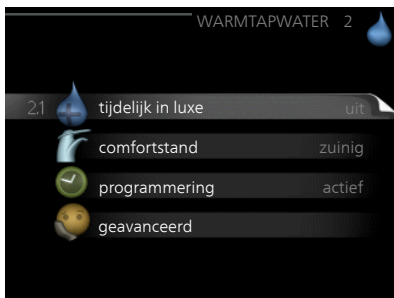 WARMTAPWATER 2
2.1 tijdelijk in luxe uit
comfortstand zuinig
programmering actief
geavanceerd